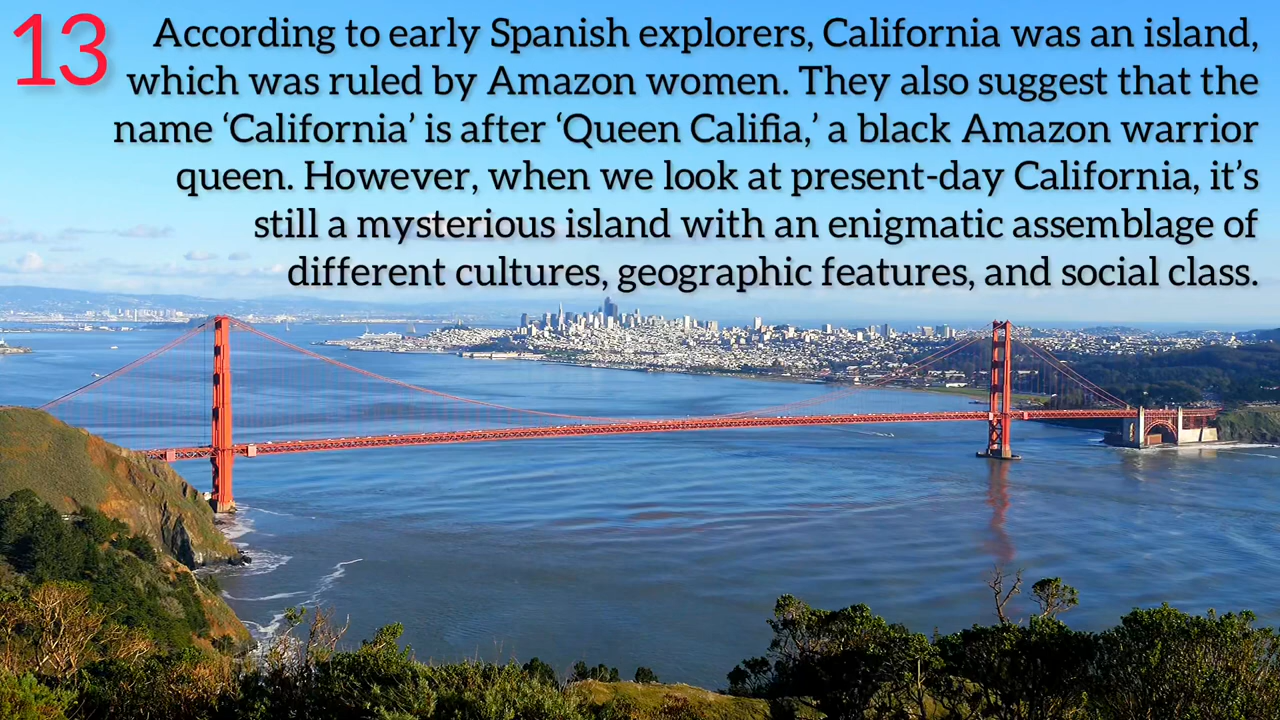 13
According to early Spanish explorers, California was an island,
which was ruled by Amazon women. They also suggest that the
name ‘California’ is after ‘Queen Califia,’ a black Amazon warrior
queen. However, when we look at present-day California, it’s
still a mysterious island with an enigmatic assemblage of
different cultures, geographic features, and social class.